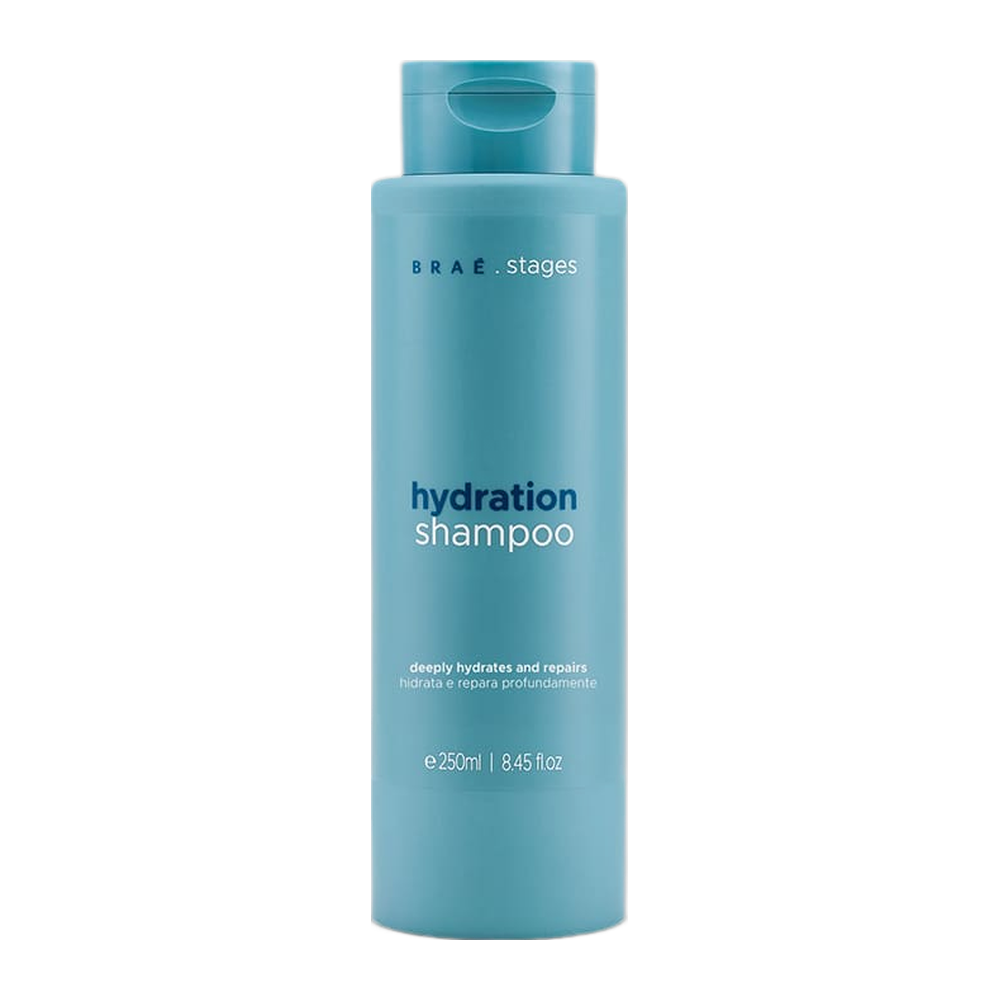 BRAÉ . stages
hydration
shampoo
deeply hydrates and repairs
hidrata e repara profundamente
℮ 250ml | 8.45 fl.oz